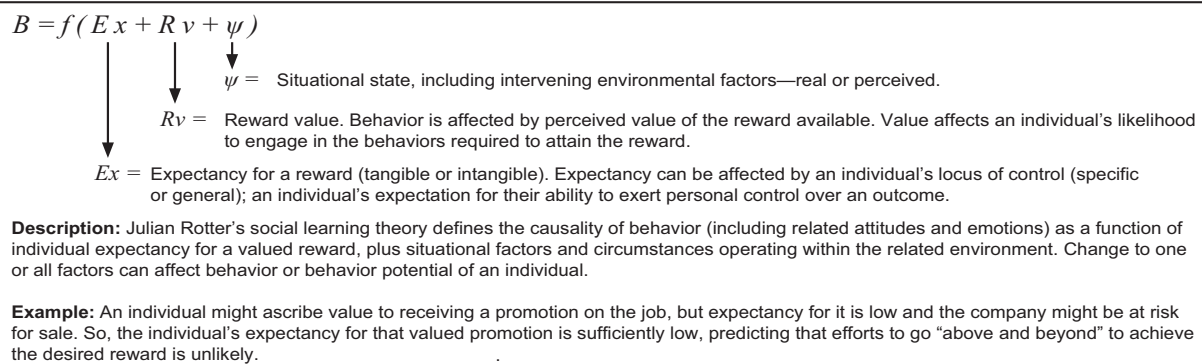 B = f ( E x + R v + ψ )
ψ = Situational state, including intervening environmental factors—real or perceived.
Rv = Reward value. Behavior is affected by perceived value of the reward available. Value affects an individual’s likelihood
to engage in the behaviors required to attain the reward.
Ex = Expectancy for a reward (tangible or intangible). Expectancy can be affected by an individual’s locus of control (specific
or general); an individual’s expectation for their ability to exert personal control over an outcome.
Description: Julian Rotter’s social learning theory defines the causality of behavior (including related attitudes and emotions) as a function of
individual expectancy for a valued reward, plus situational factors and circumstances operating within the related environment. Change to one
or all factors can affect behavior or behavior potential of an individual.
Example: An individual might ascribe value to receiving a promotion on the job, but expectancy for it is low and the company might be at risk
for sale. So, the individual’s expectancy for that valued promotion is sufficiently low, predicting that efforts to go “above and beyond” to achieve
the desired reward is unlikely. .